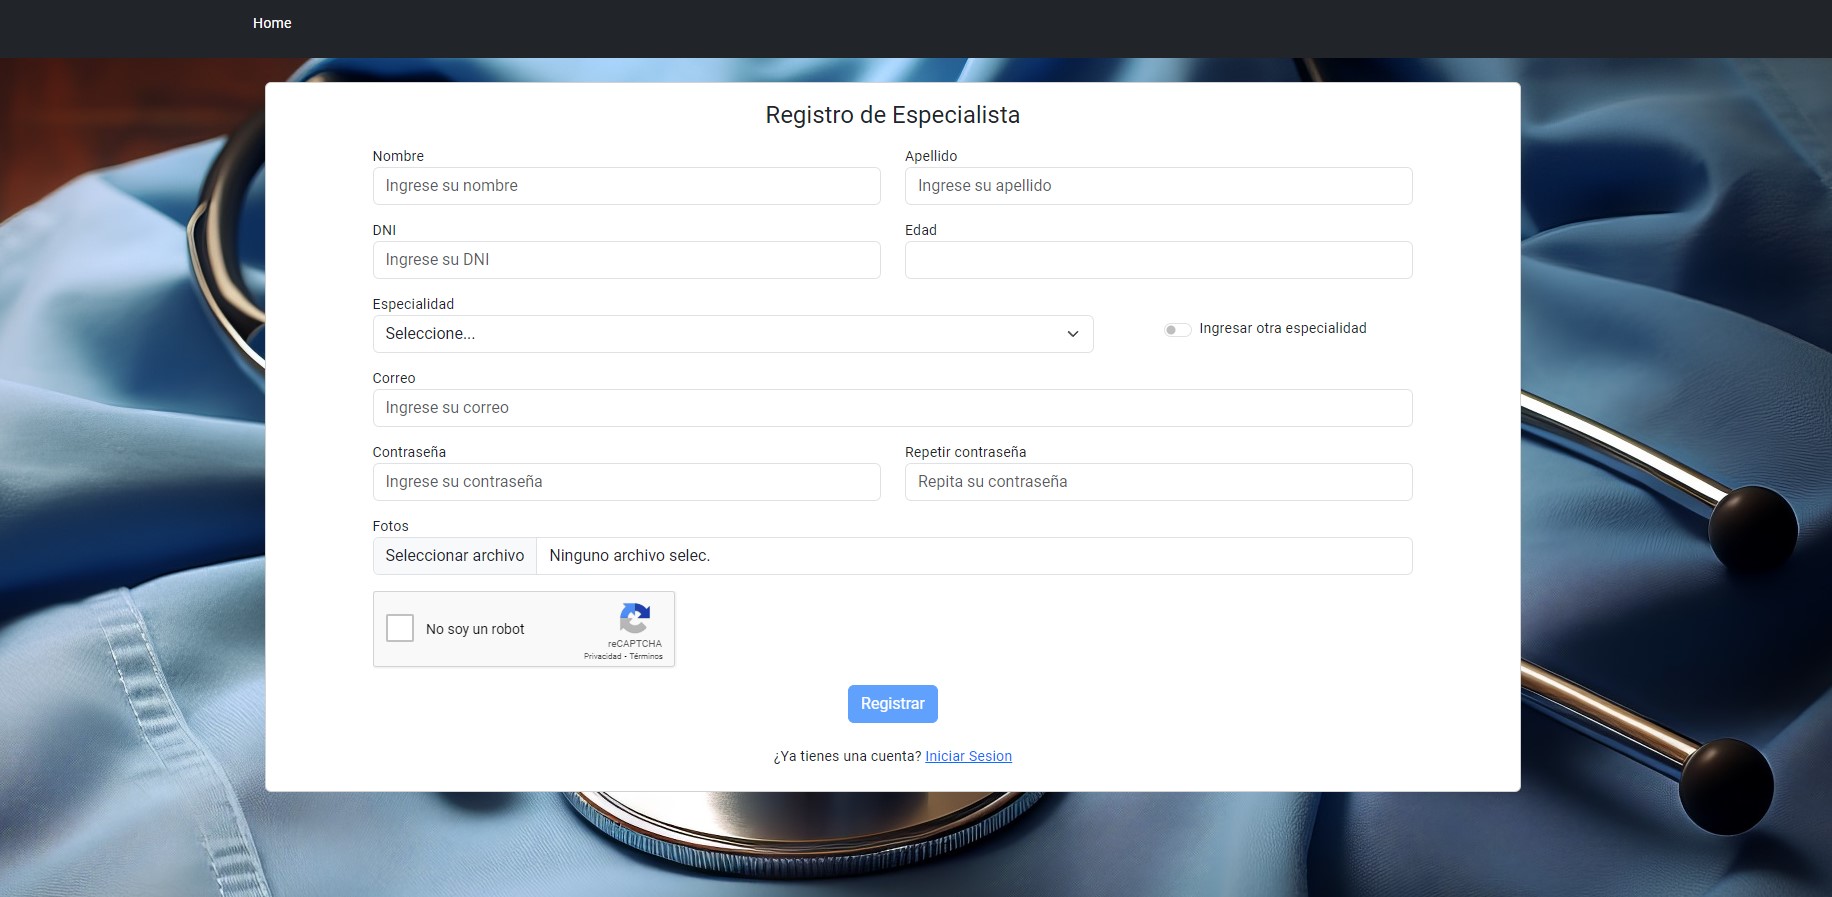 Home
Registro de Especialista
Nombre
Apellido
Ingrese su nombre
Ingrese su apellido
DNI
Edad
Ingrese su DNI
Especialidad
Seleccione...
Ingresar otra especialidad
Correo
Ingrese su correo
Contraseña
Repetir contraseña
Ingrese su contraseña
Repita su contraseña
Fotos
Seleccionar archivo
Ninguno archivo selec.
No soy un robot
reCAPTCHA
Privacidad - Términos
Registrar
¿Ya tienes una cuenta? Iniciar Sesion